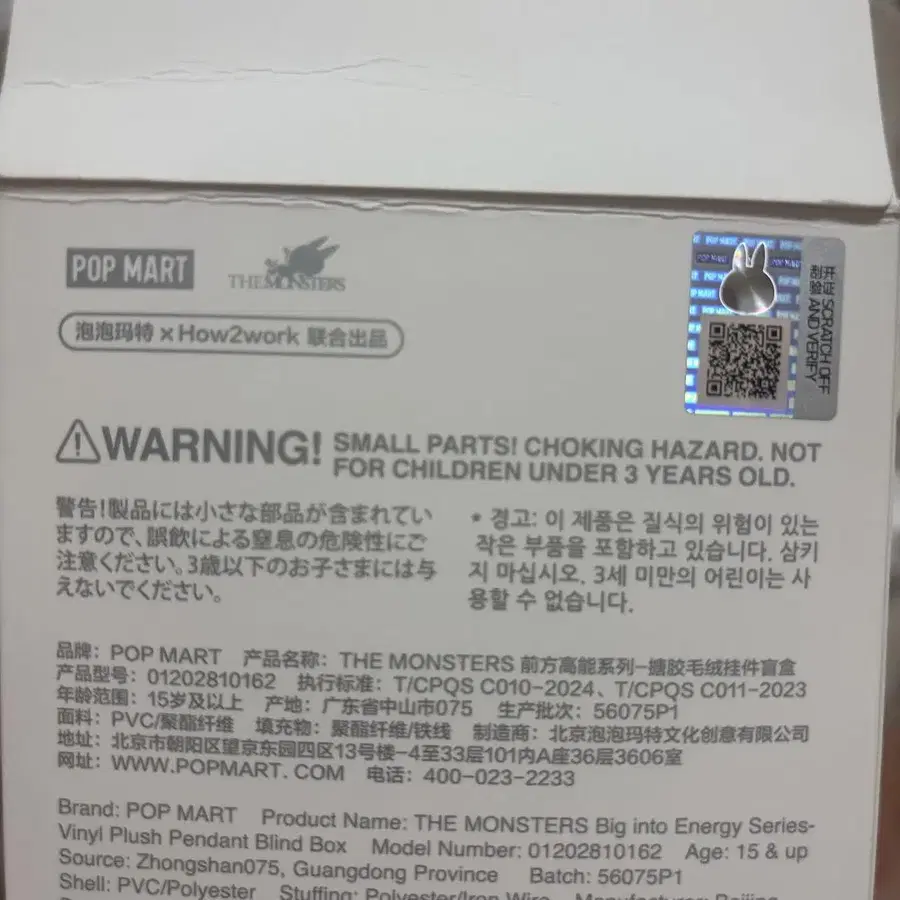 POP MART
THE MONSTERS
泡泡玛特 × How2work 联合出品
POP MART
SCRATCH OFF
AND VERIFY
WARNING! SMALL PARTS! CHOKING HAZARD. NOT
FOR CHILDREN UNDER 3 YEARS OLD.
警告!製品には小さな部品が含まれてい
ますので、誤飲による窒息の危険性にご
注意ください。3歳以下のお子さまには与
えないでください。
* 경고: 이 제품은 질식의 위험이 있는
작은 부품을 포함하고 있습니다. 삼키
지 마십시오. 3세 미만의 어린이는 사
용할 수 없습니다.
品牌：POP MART 产品名称：THE MONSTERS 前方高能系列-搪胶毛绒挂件盲盒
产品型号：01202810162 执行标准：T/CPQS C010-2024、T/CPQS C011-2023
年龄范围：15岁及以上 产地：广东省中山市075 生产批次：56075P1
面料：PVC/聚酯纤维 填充物：聚酯纤维/铁线 制造商：北京泡泡玛特文化创意有限公司
地址：北京市朝阳区望京东园四区13号楼-4至33层101内A座36层3606室
网址：WWW.POPMART.COM 电话：400-023-2233
Brand: POP MART Product Name: THE MONSTERS Big into Energy Series-
Vinyl Plush Pendant Blind Box Model Number: 01202810162 Age: 15 & up
Source: Zhongshan075, Guangdong Province Batch: 56075P1
Shell: PVC/Polyester Stuffing: Polyester/Iron Wire Manufacturer: Beijing